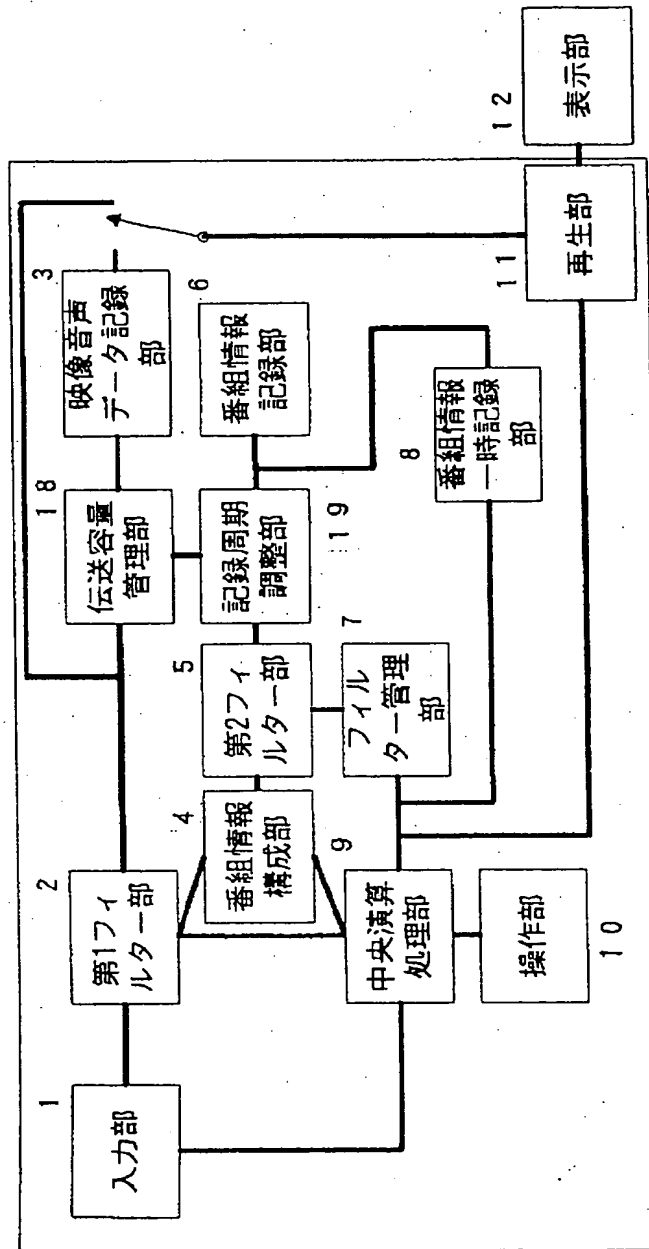 1
入力部
2
第1フィ
ルター部
18
伝送容量
管理部
3
映像音声
データ記録
部
4
番組情報
構成部
5
第2フィ
ルター部
19
記録周期
調整部
6
番組情報
記録部
9
中央演算
処理部
7
フィル
ター管理
部
8
番組情報
一時記録
部
10
操作部
11
再生部
12
表示部